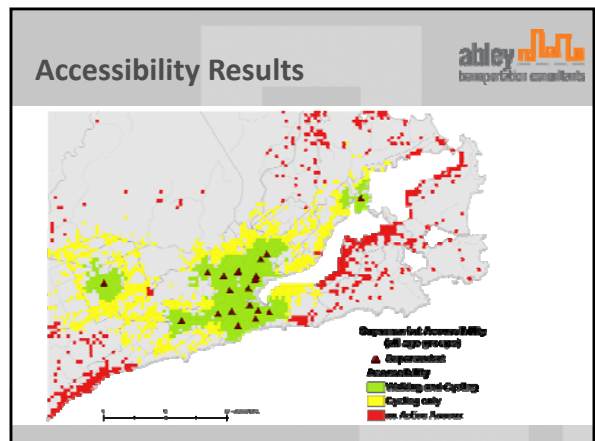 Accessibility Results
abley
transportation consultants
Supermarket Accessibility
(all age groups)
Supermarket
Accessibility
Walking and Cycling
Cycling only
no Active Access